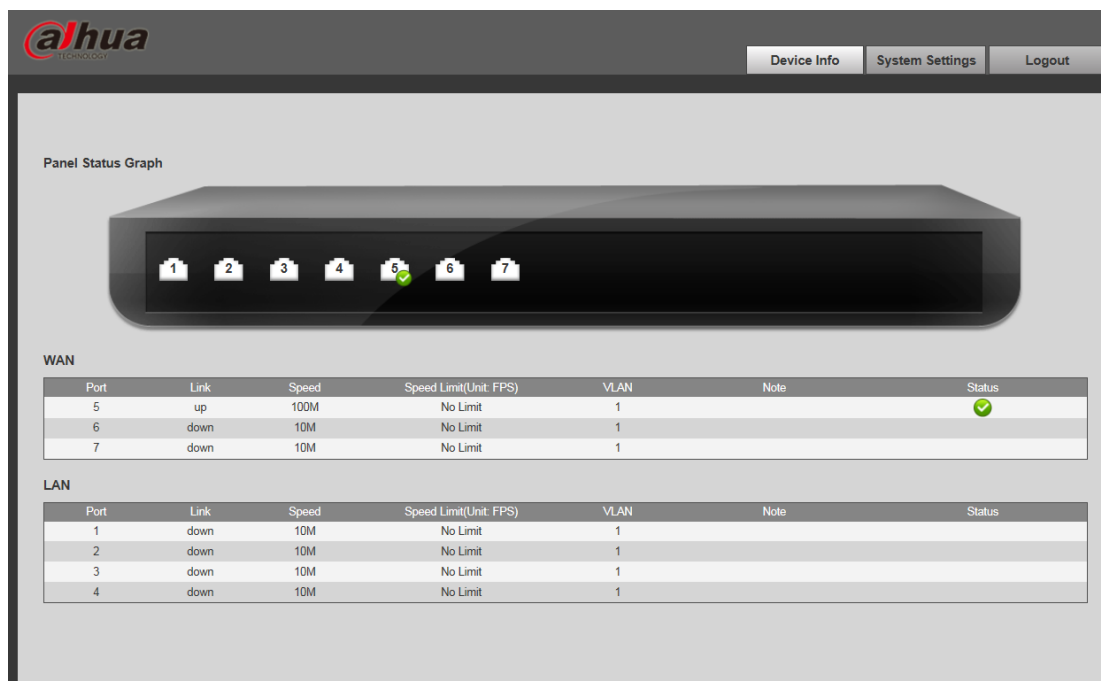 alhua
TECHNOLOGY
Device Info System Settings Logout
Panel Status Graph
1 2 3 4 5 6 7
WAN
Port Link Speed Speed Limit(Unit: FPS) VLAN Note Status
5 up 100M No Limit 1
6 down 10M No Limit 1
7 down 10M No Limit 1
LAN
Port Link Speed Speed Limit(Unit: FPS) VLAN Note Status
1 down 10M No Limit 1
2 down 10M No Limit 1
3 down 10M No Limit 1
4 down 10M No Limit 1